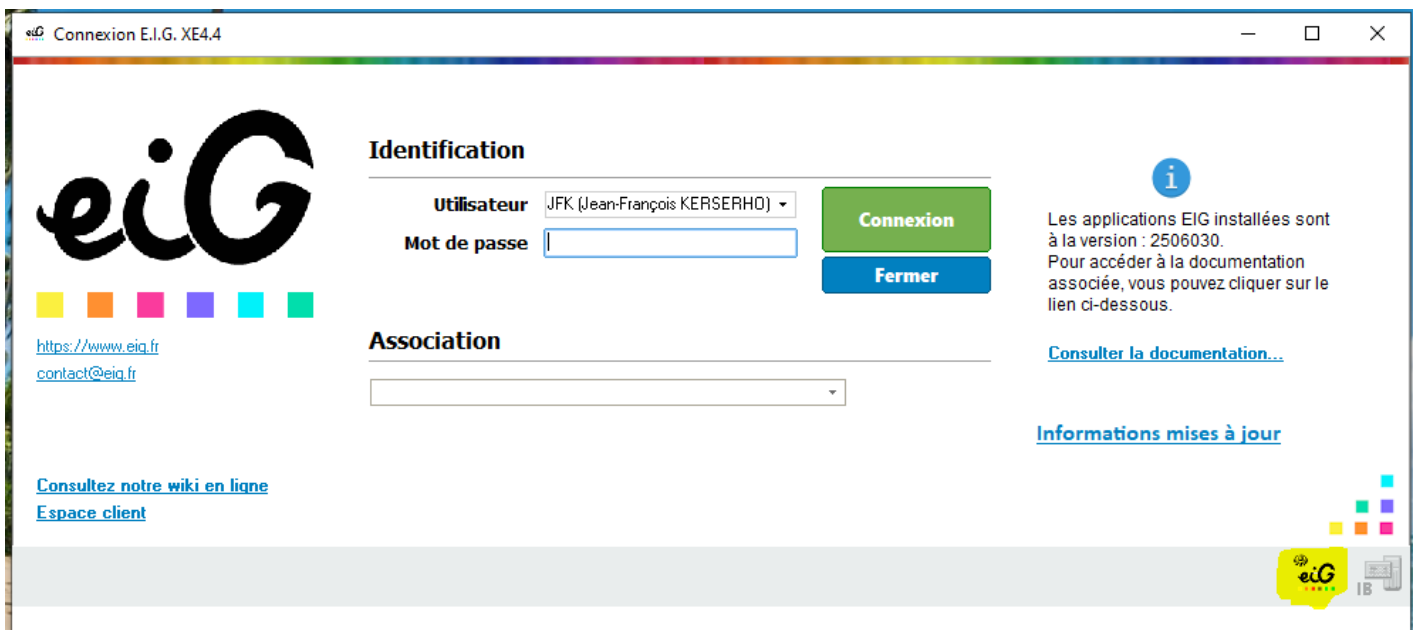 eiG Connexion E.I.G. XE4.4
eiG
https://www.eig.fr
contact@eig.fr
Consultez notre wiki en ligne
Espace client
Identification
Utilisateur JFK (Jean-François KERSERHO)
Mot de passe
Connexion
Fermer
Association
i
Les applications EIG installées sont
à la version : 2506030.
Pour accéder à la documentation
associée, vous pouvez cliquer sur le
lien ci-dessous.
Consulter la documentation...
Informations mises à jour
eiG
IB